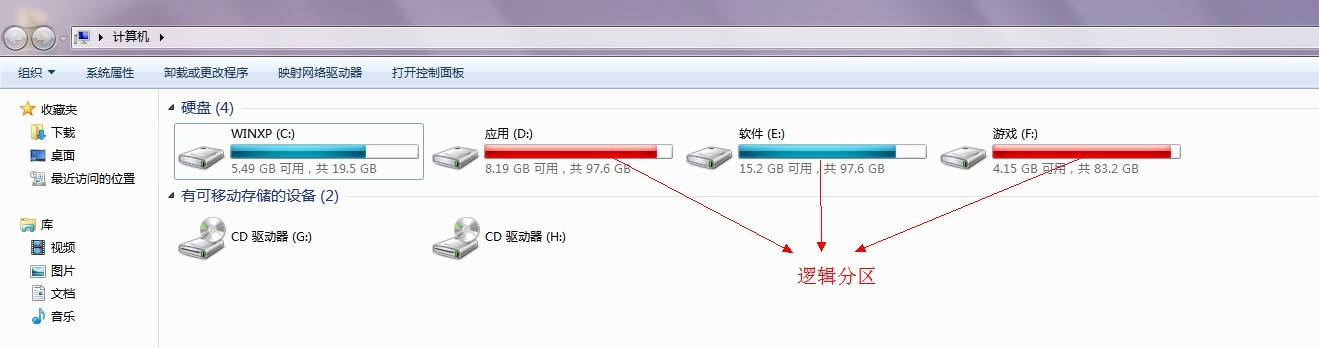 计算机
组织 系统属性 卸载或更改程序 映射网络驱动器 打开控制面板
收藏夹
下载
桌面
最近访问的位置
库
视频
图片
文档
音乐
硬盘 (4)
WINXP (C:)
5.49 GB 可用，共 19.5 GB
应用 (D:)
8.19 GB 可用，共 97.6 GB
软件 (E:)
15.2 GB 可用，共 97.6 GB
游戏 (F:)
4.15 GB 可用，共 83.2 GB
有可移动存储的设备 (2)
CD 驱动器 (G:)
CD 驱动器 (H:)
逻辑分区